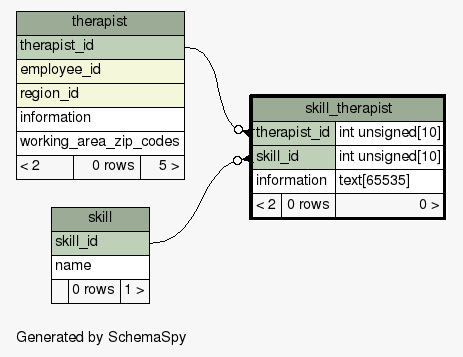 therapist
therapist_id
employee_id
region_id
information
working_area_zip_codes
< 2 0 rows 5 >
skill_therapist
therapist_id int unsigned[10]
skill_id int unsigned[10]
information text[65535]
< 2 0 rows 0 >
skill
skill_id
name
0 rows 1 >
Generated by SchemaSpy